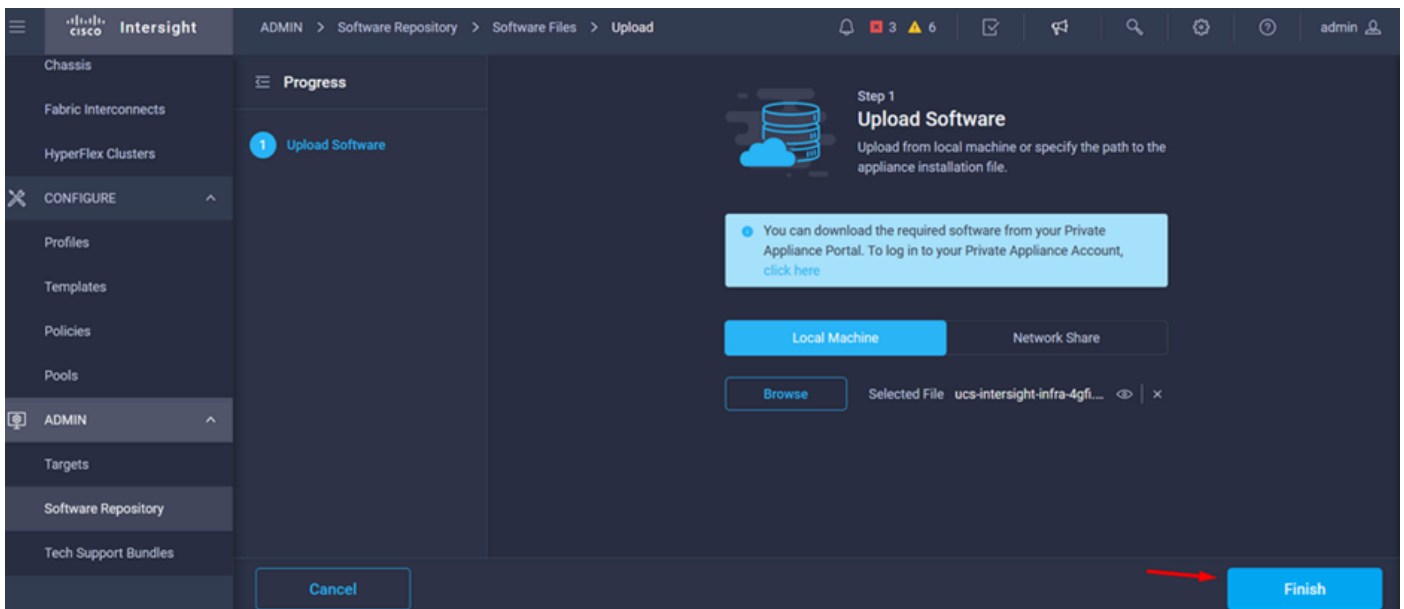 cisco Intersight
ADMIN > Software Repository > Software Files > Upload
3 6
admin
Chassis
Fabric Interconnects
HyperFlex Clusters
CONFIGURE
Profiles
Templates
Policies
Pools
ADMIN
Targets
Software Repository
Tech Support Bundles
Progress
1 Upload Software
Step 1
Upload Software
Upload from local machine or specify the path to the
appliance installation file.
You can download the required software from your Private
Appliance Portal. To log in to your Private Appliance Account,
click here
Local Machine Network Share
Browse Selected File ucs-intersight-infra-4gfi....
Cancel Finish